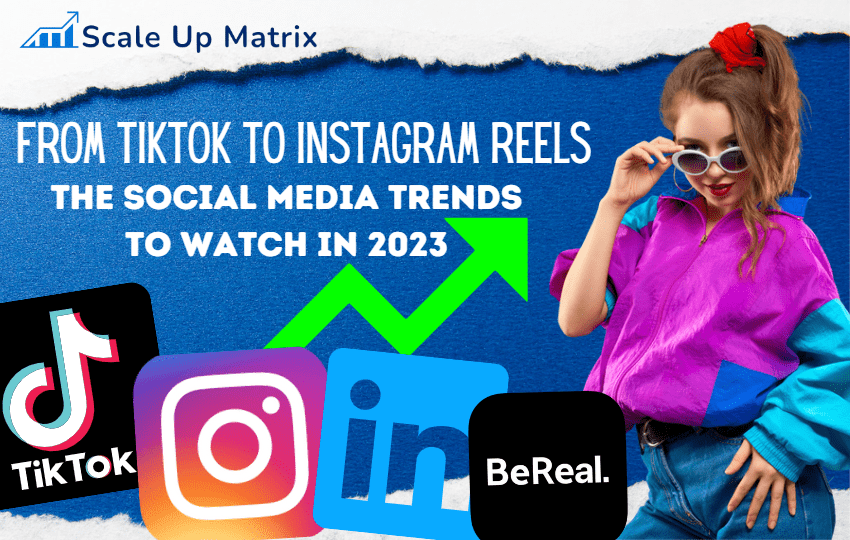 Scale Up Matrix
FROM TIKTOK TO INSTAGRAM REELS
THE SOCIAL MEDIA TRENDS
TO WATCH IN 2023
TikTok
in
BeReal.